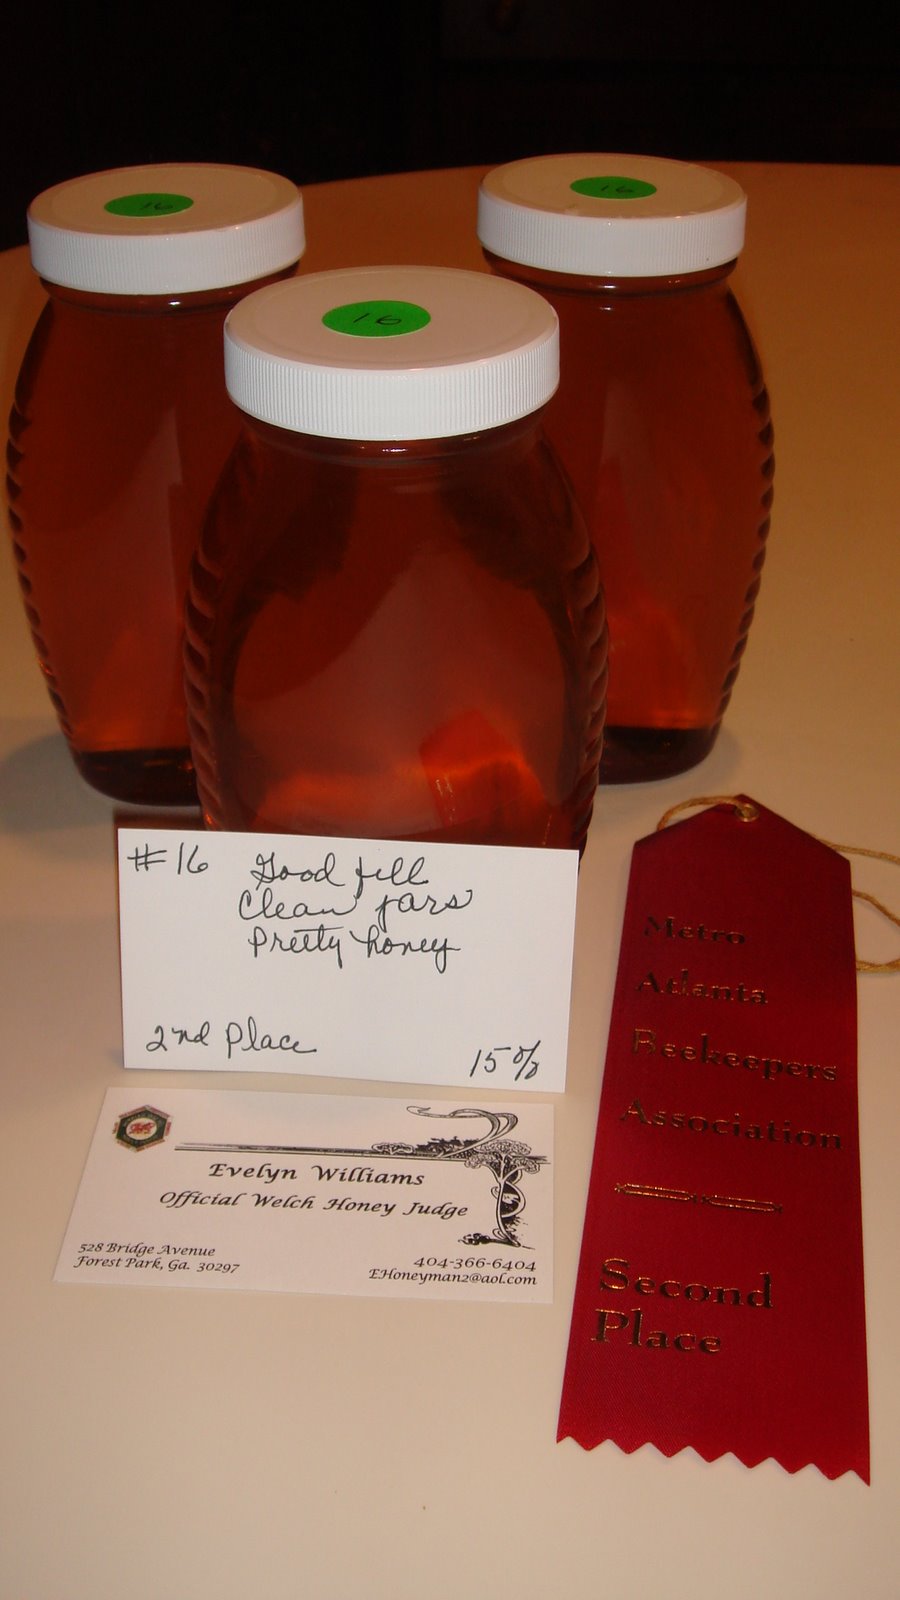 16
16
16
#16 Good fill
Clean jars
Pretty honey
2nd Place
15%
Evelyn Williams
Official Welch Honey Judge
528 Bridge Avenue
Forest Park, Ga. 30297
404-366-6404
EHoneyman2@aol.com
Metro
Atlanta
Beekeepers
Association
Second
Place